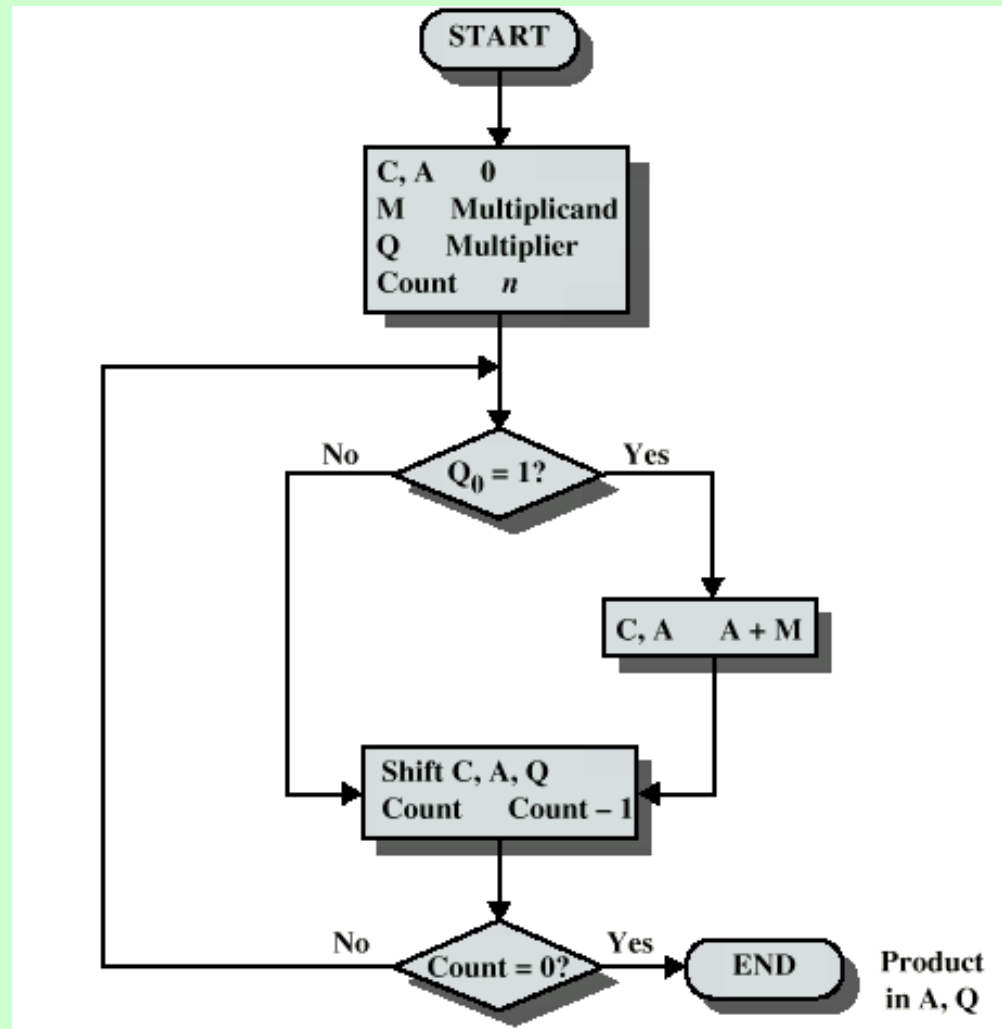 START
C, A 0
M Multiplicand
Q Multiplier
Count n
No
Yes
Q₀ = 1?
C, A A + M
Shift C, A, Q
Count Count – 1
No
Yes
Count = 0?
END
Product
in A, Q